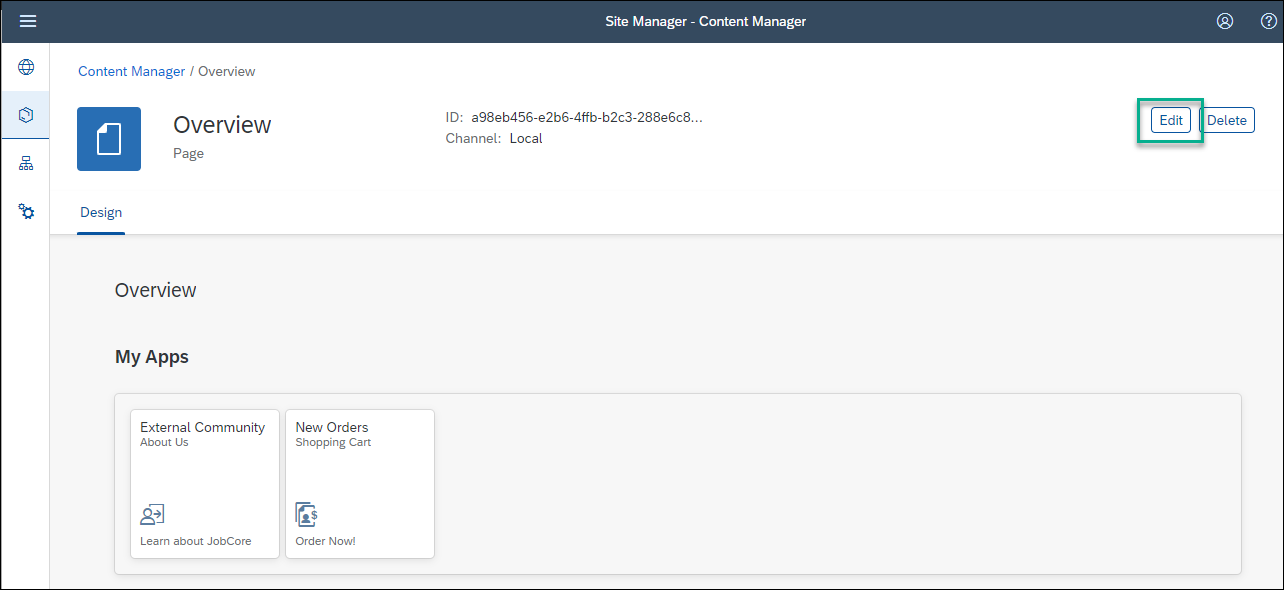 Site Manager - Content Manager
Content Manager / Overview
Overview
Page
ID: a98eb456-e2b6-4ffb-b2c3-288e6c8...
Channel: Local
Edit
Delete
Design
Overview
My Apps
External Community
About Us
Learn about JobCore
New Orders
Shopping Cart
Order Now!